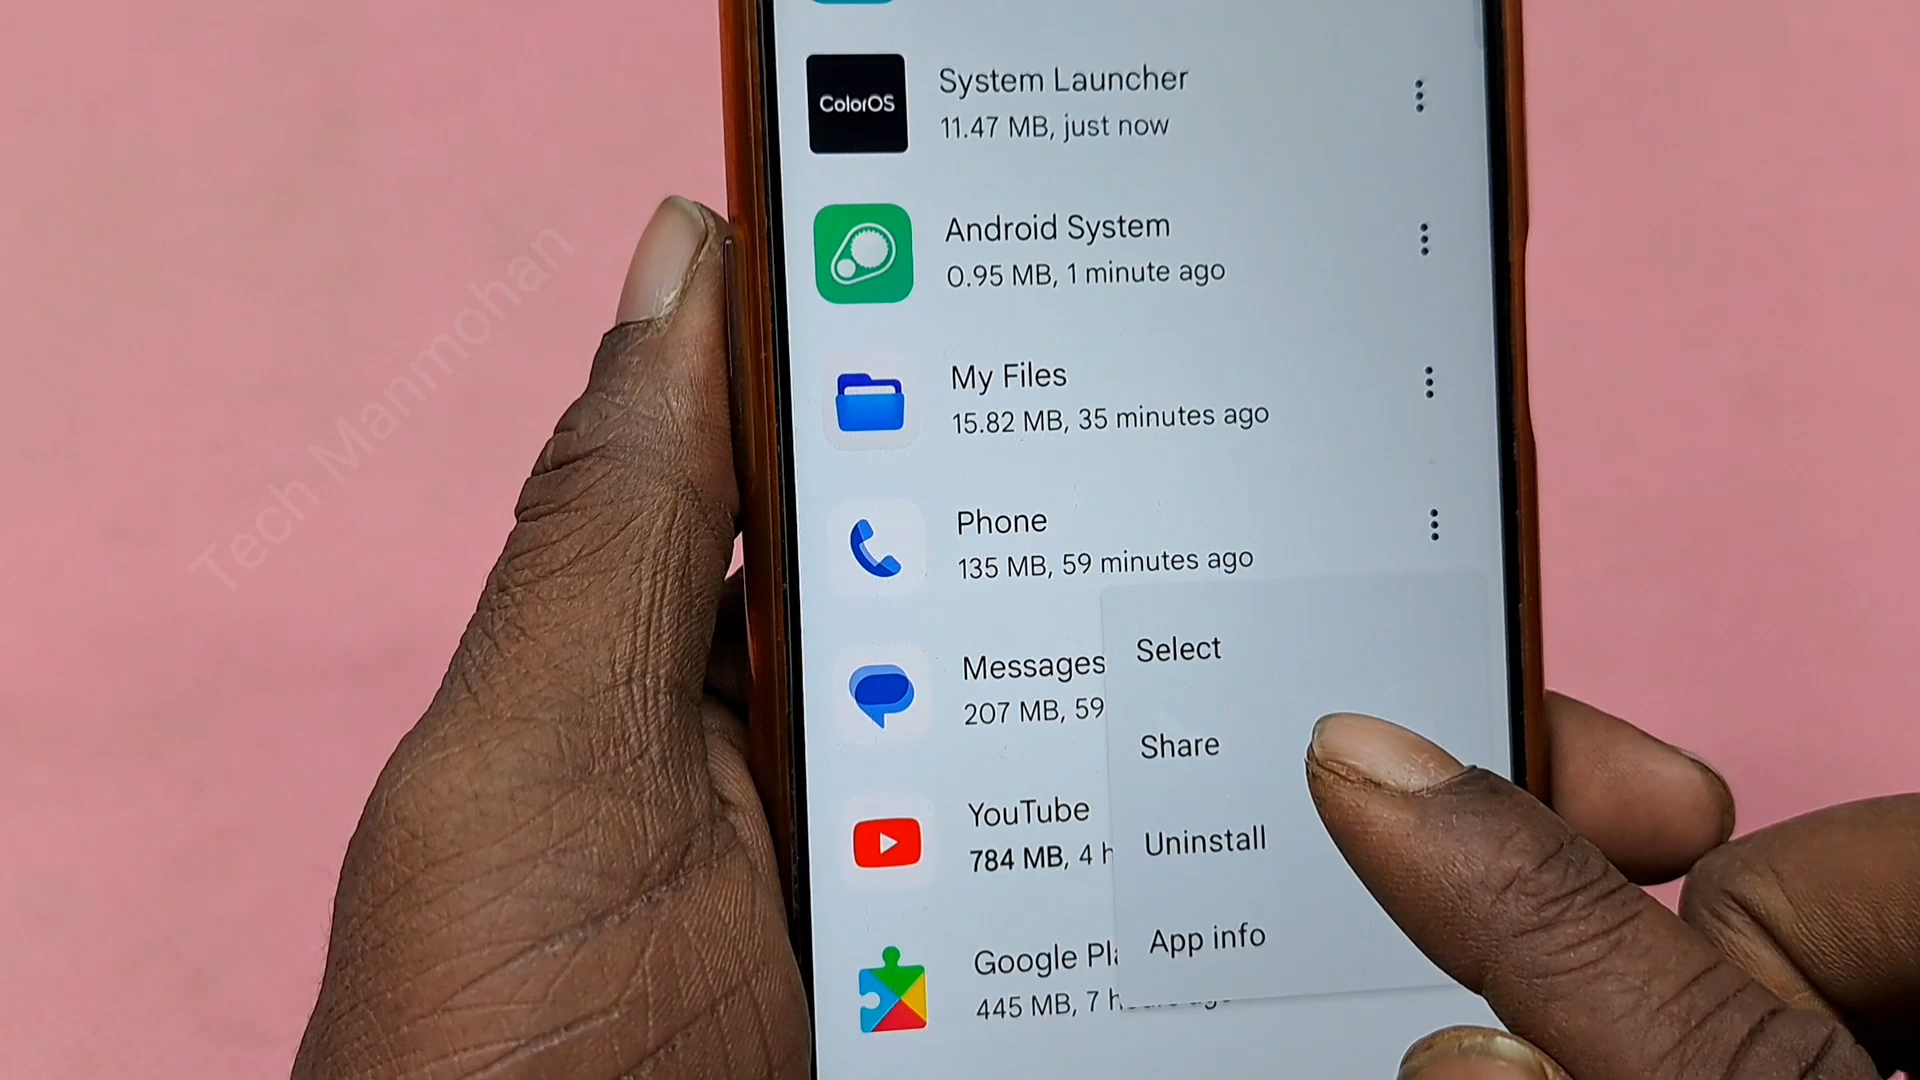 ColorOS
System Launcher
11.47 MB, just now
Android System
0.95 MB, 1 minute ago
My Files
15.82 MB, 35 minutes ago
Phone
135 MB, 59 minutes ago
Messages
207 MB, 59
YouTube
784 MB, 4 h
Google Pl
445 MB, 7 h
Select
Share
Uninstall
App info
Tech Manmohan